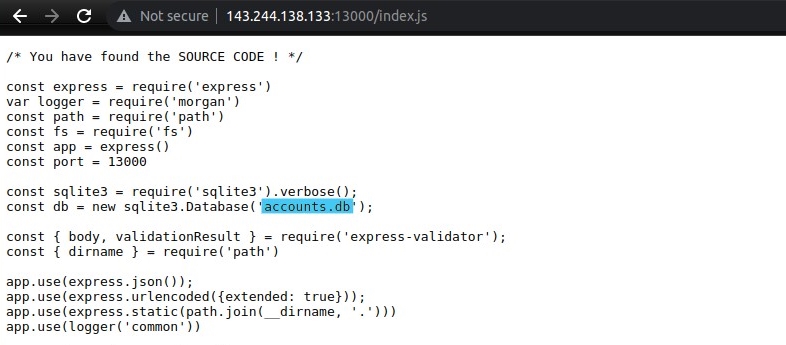 Not secure 143.244.138.133:13000/index.js
/* You have found the SOURCE CODE ! */
const express = require('express')
var logger = require('morgan')
const path = require('path')
const fs = require('fs')
const app = express()
const port = 13000
const sqlite3 = require('sqlite3').verbose();
const db = new sqlite3.Database('accounts.db');
const { body, validationResult } = require('express-validator');
const { dirname } = require('path')
app.use(express.json());
app.use(express.urlencoded({extended: true}));
app.use(express.static(path.join(__dirname, '.')))
app.use(logger('common'))